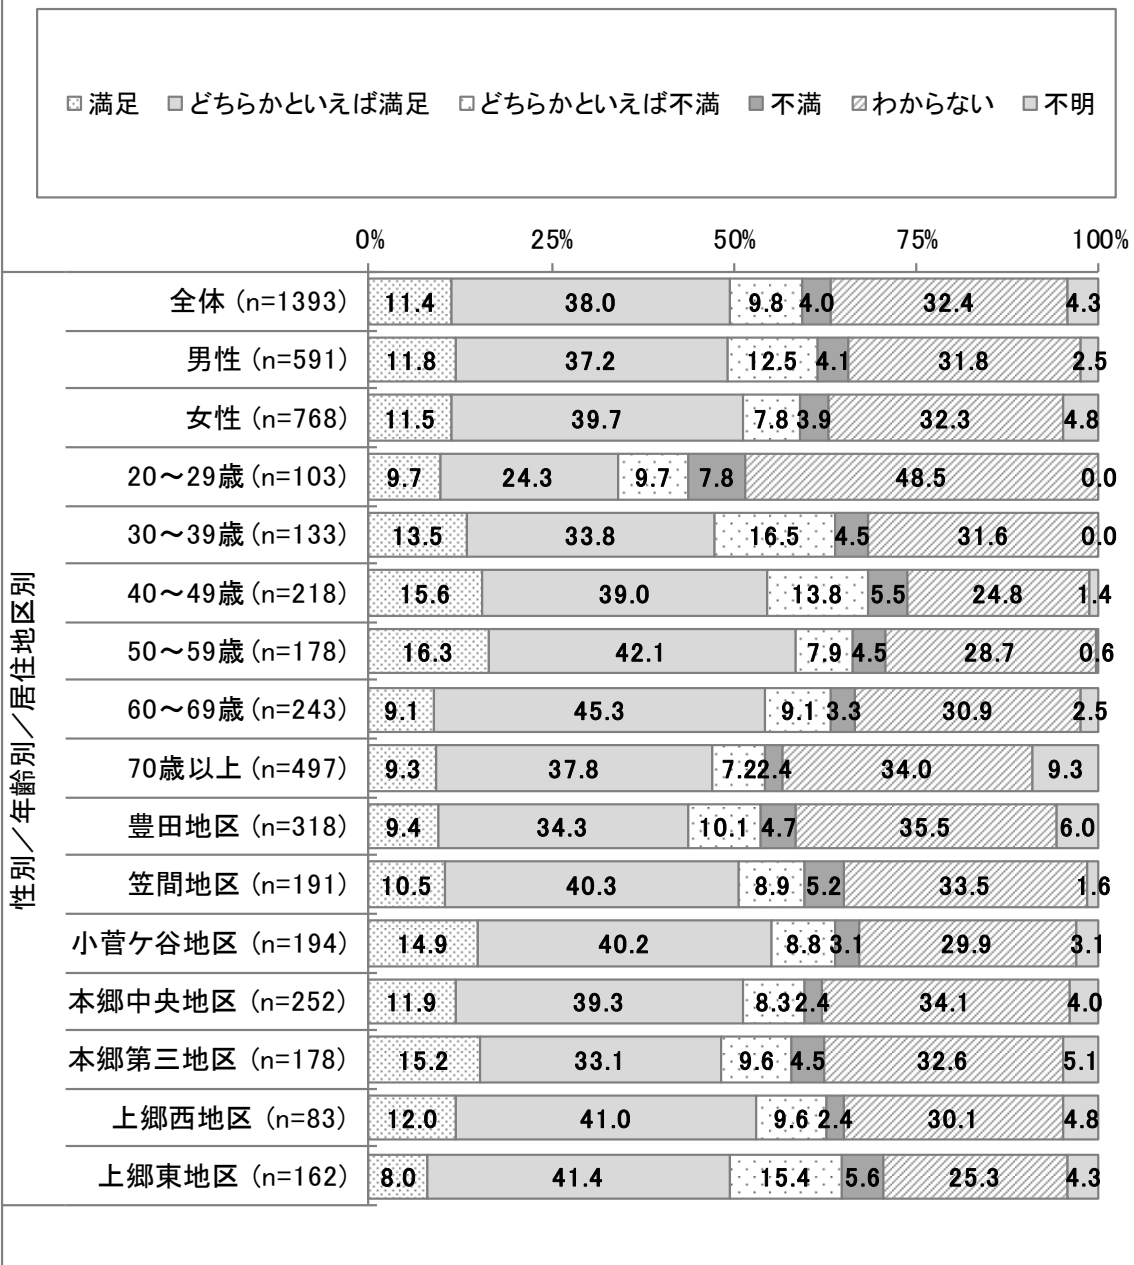 満足 どちらかといえば満足 どちらかといえば不満 不満 わからない 不明
0% 25% 50% 75% 100%
性別／年齢別／居住地区別
全体 (n=1393) 11.4 38.0 9.8 4.0 32.4 4.3
男性 (n=591) 11.8 37.2 12.5 4.1 31.8 2.5
女性 (n=768) 11.5 39.7 7.8 3.9 32.3 4.8
20～29歳 (n=103) 9.7 24.3 9.7 7.8 48.5 0.0
30～39歳 (n=133) 13.5 33.8 16.5 4.5 31.6 0.0
40～49歳 (n=218) 15.6 39.0 13.8 5.5 24.8 1.4
50～59歳 (n=178) 16.3 42.1 7.9 4.5 28.7 0.6
60～69歳 (n=243) 9.1 45.3 9.1 3.3 30.9 2.5
70歳以上 (n=497) 9.3 37.8 7.2 2.4 34.0 9.3
豊田地区 (n=318) 9.4 34.3 10.1 4.7 35.5 6.0
笠間地区 (n=191) 10.5 40.3 8.9 5.2 33.5 1.6
小菅ケ谷地区 (n=194) 14.9 40.2 8.8 3.1 29.9 3.1
本郷中央地区 (n=252) 11.9 39.3 8.3 2.4 34.1 4.0
本郷第三地区 (n=178) 15.2 33.1 9.6 4.5 32.6 5.1
上郷西地区 (n=83) 12.0 41.0 9.6 2.4 30.1 4.8
上郷東地区 (n=162) 8.0 41.4 15.4 5.6 25.3 4.3